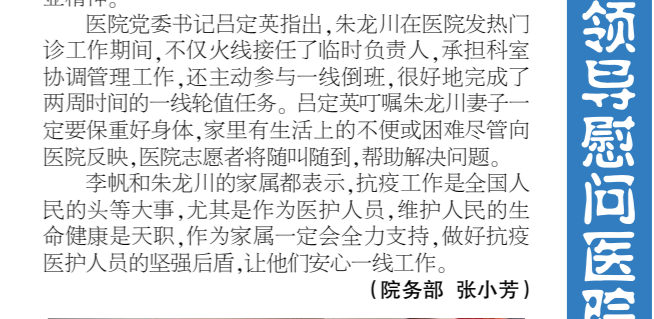 医院党委书记吕定英指出,朱龙川在医院发热门
诊工作期间,不仅火线接任了临时负责人,承担科室
协调管理工作,还主动参与一线倒班,很好地完成了
两周时间的一线轮值任务。吕定英叮嘱朱龙川妻子一
定要保重好身体,家里有生活上的不便或困难尽管向
医院反映,医院志愿者将随叫随到,帮助解决问题。
李帆和朱龙川的家属都表示,抗疫工作是全国人
民的头等大事,尤其是作为医护人员,维护人民的生
命健康是天职,作为家属一定会全力支持,做好抗疫
医护人员的坚强后盾,让他们安心一线工作。
(院务部 张小芳)
领导慰问医院